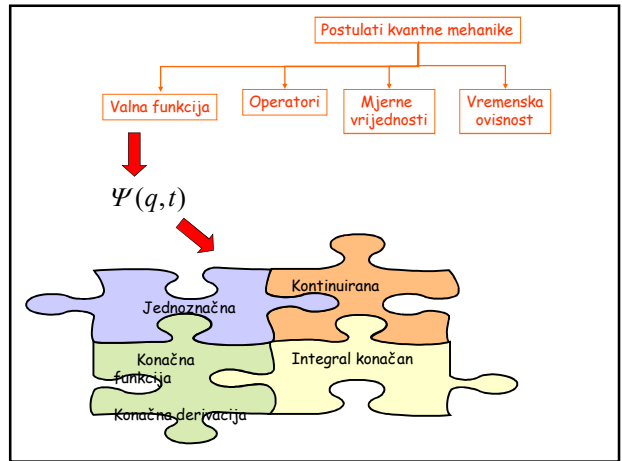 Postulati kvantne mehanike
Valna funkcija
Operatori
Mjerne
vrijednosti
Vremenska
ovisnost
Ψ(q,t)
Jednoznačna
Kontinuirana
Konačna
funkcija
Konačna derivacija
Integral konačan